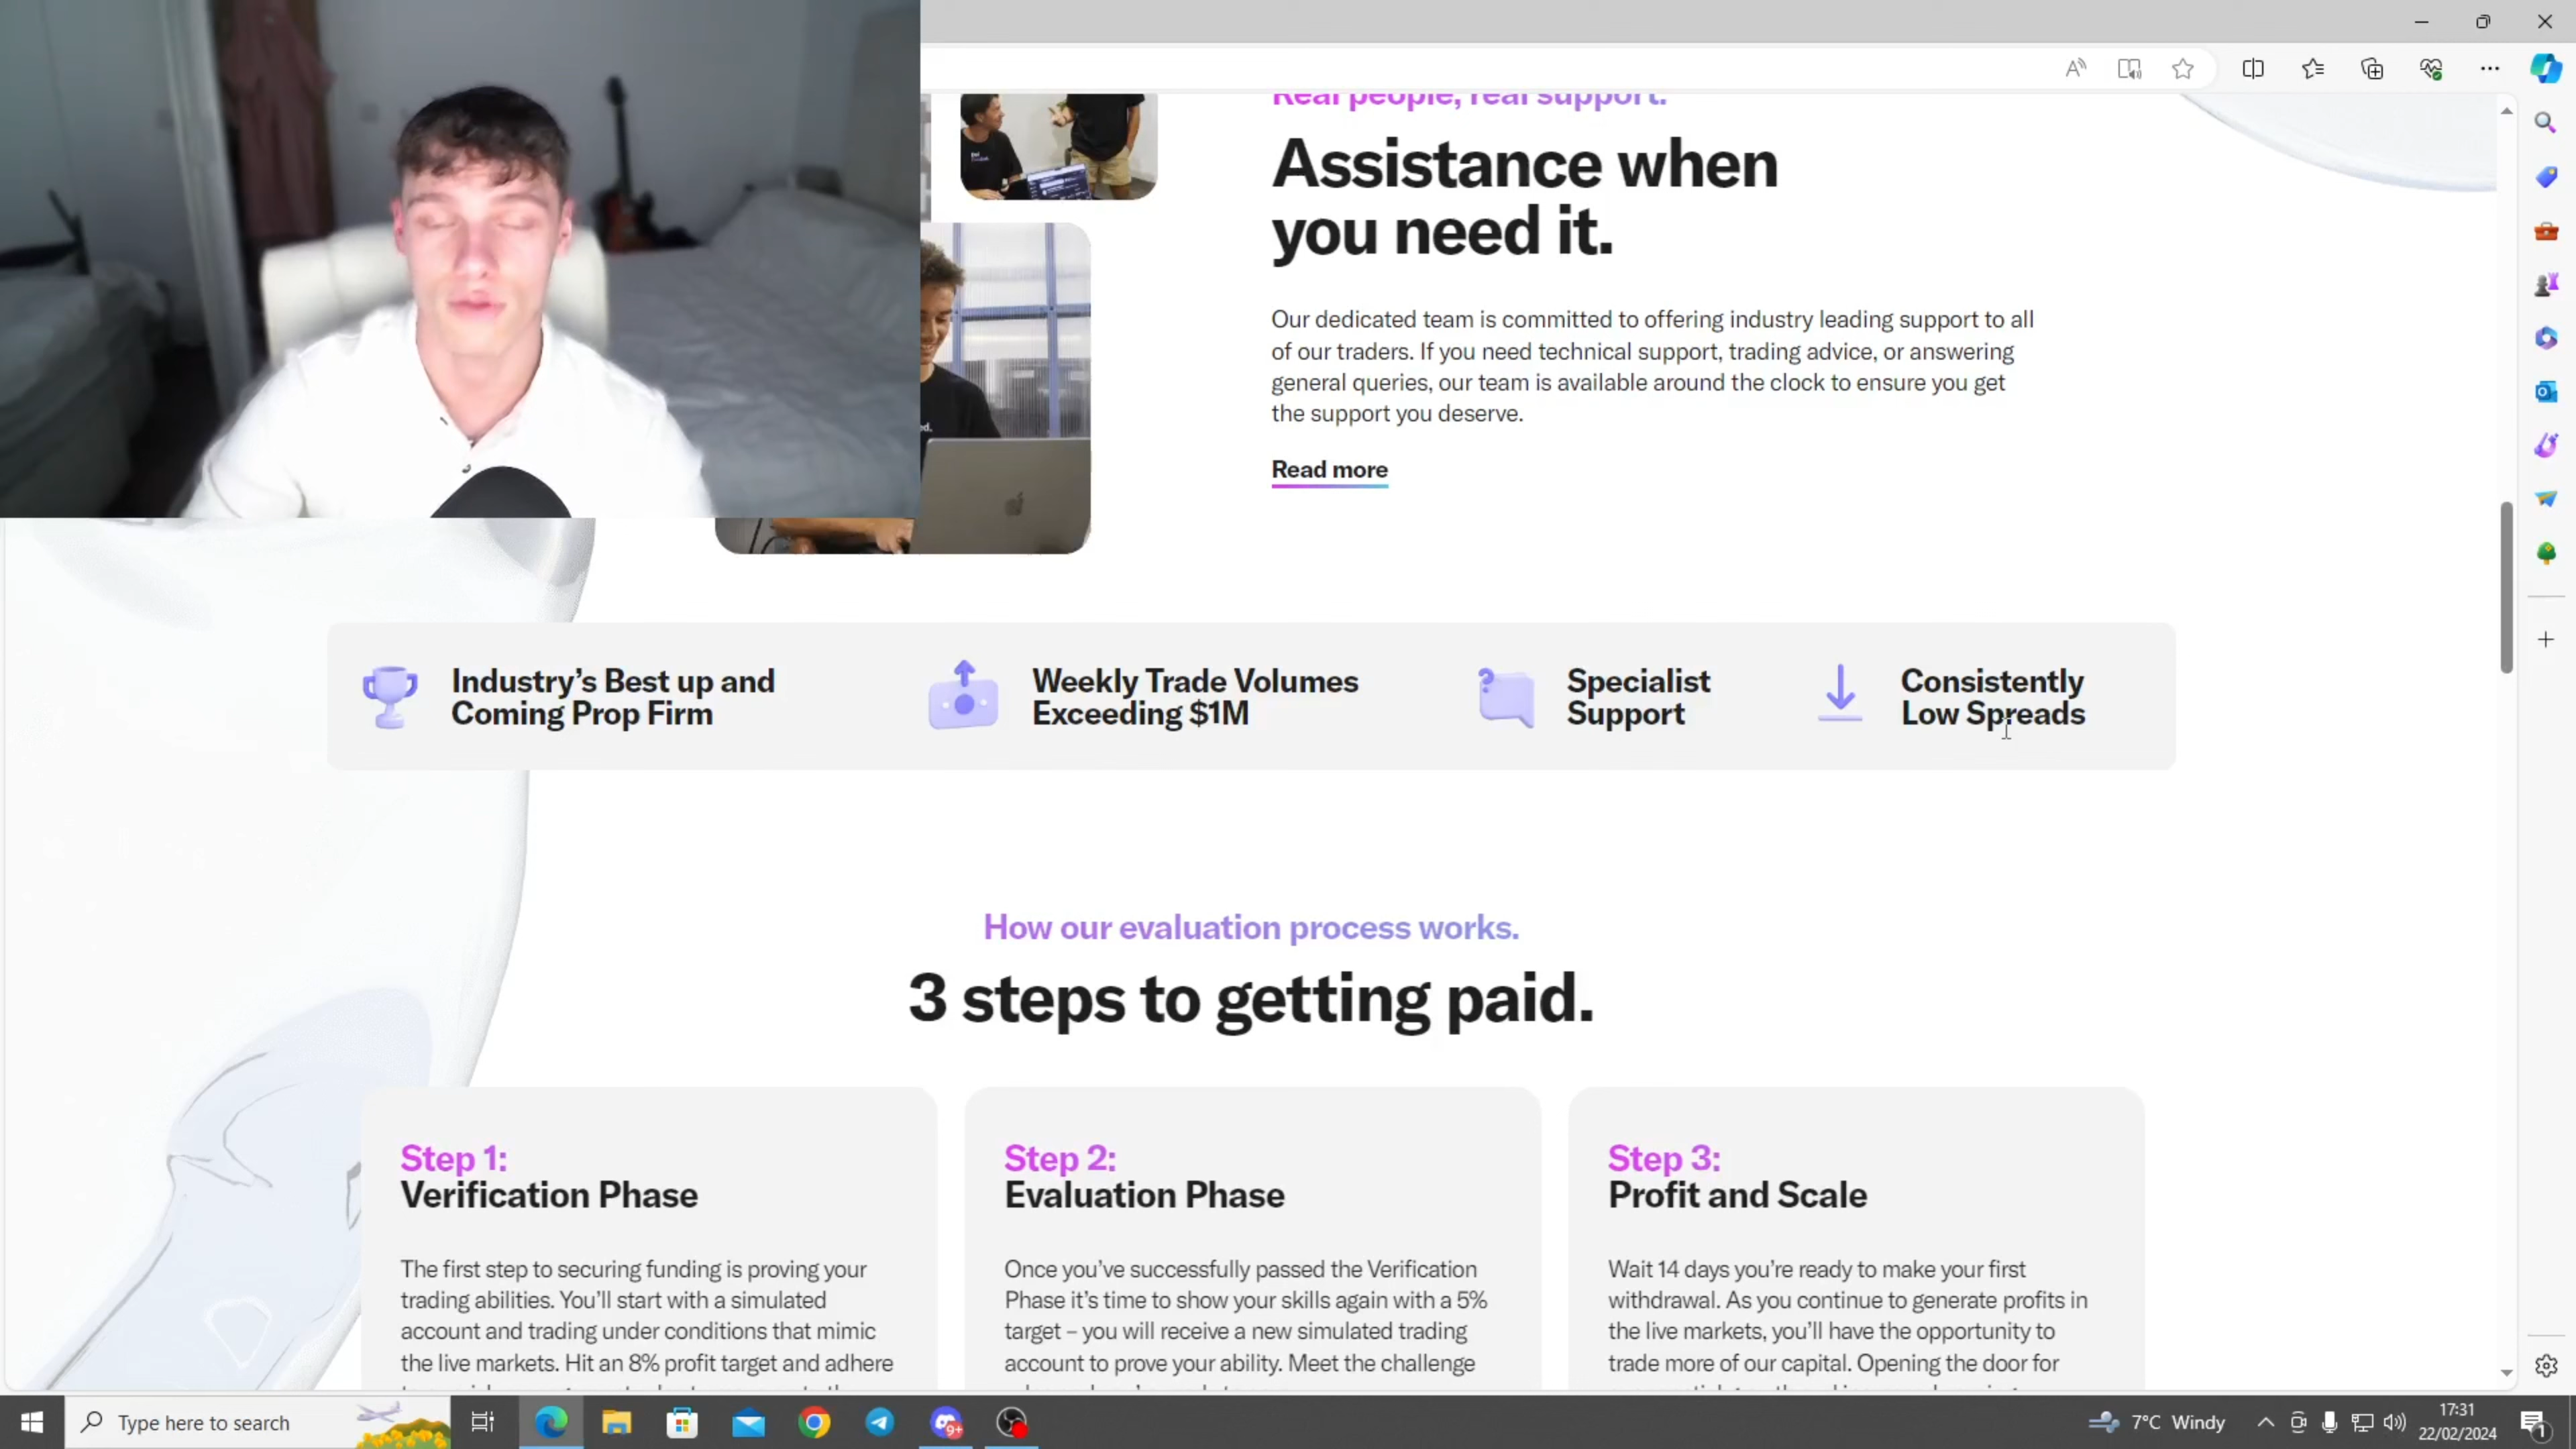 Real people, real support.
Assistance when
you need it.
Our dedicated team is committed to offering industry leading support to all
of our traders. If you need technical support, trading advice, or answering
general queries, our team is available around the clock to ensure you get
the support you deserve.
Read more
Industry's Best up and
Coming Prop Firm
Weekly Trade Volumes
Exceeding $1M
Specialist
Support
Consistently
Low Spreads
How our evaluation process works.
3 steps to getting paid.
Step 1:
Verification Phase
The first step to securing funding is proving your
trading abilities. You'll start with a simulated
account and trading under conditions that mimic
the live markets. Hit an 8% profit target and adhere
Step 2:
Evaluation Phase
Once you've successfully passed the Verification
Phase it's time to show your skills again with a 5%
target – you will receive a new simulated trading
account to prove your ability. Meet the challenge
Step 3:
Profit and Scale
Wait 14 days you're ready to make your first
withdrawal. As you continue to generate profits in
the live markets, you'll have the opportunity to
trade more of our capital. Opening the door for
Type here to search
9+
7°C Windy
17:31
22/02/2024
1